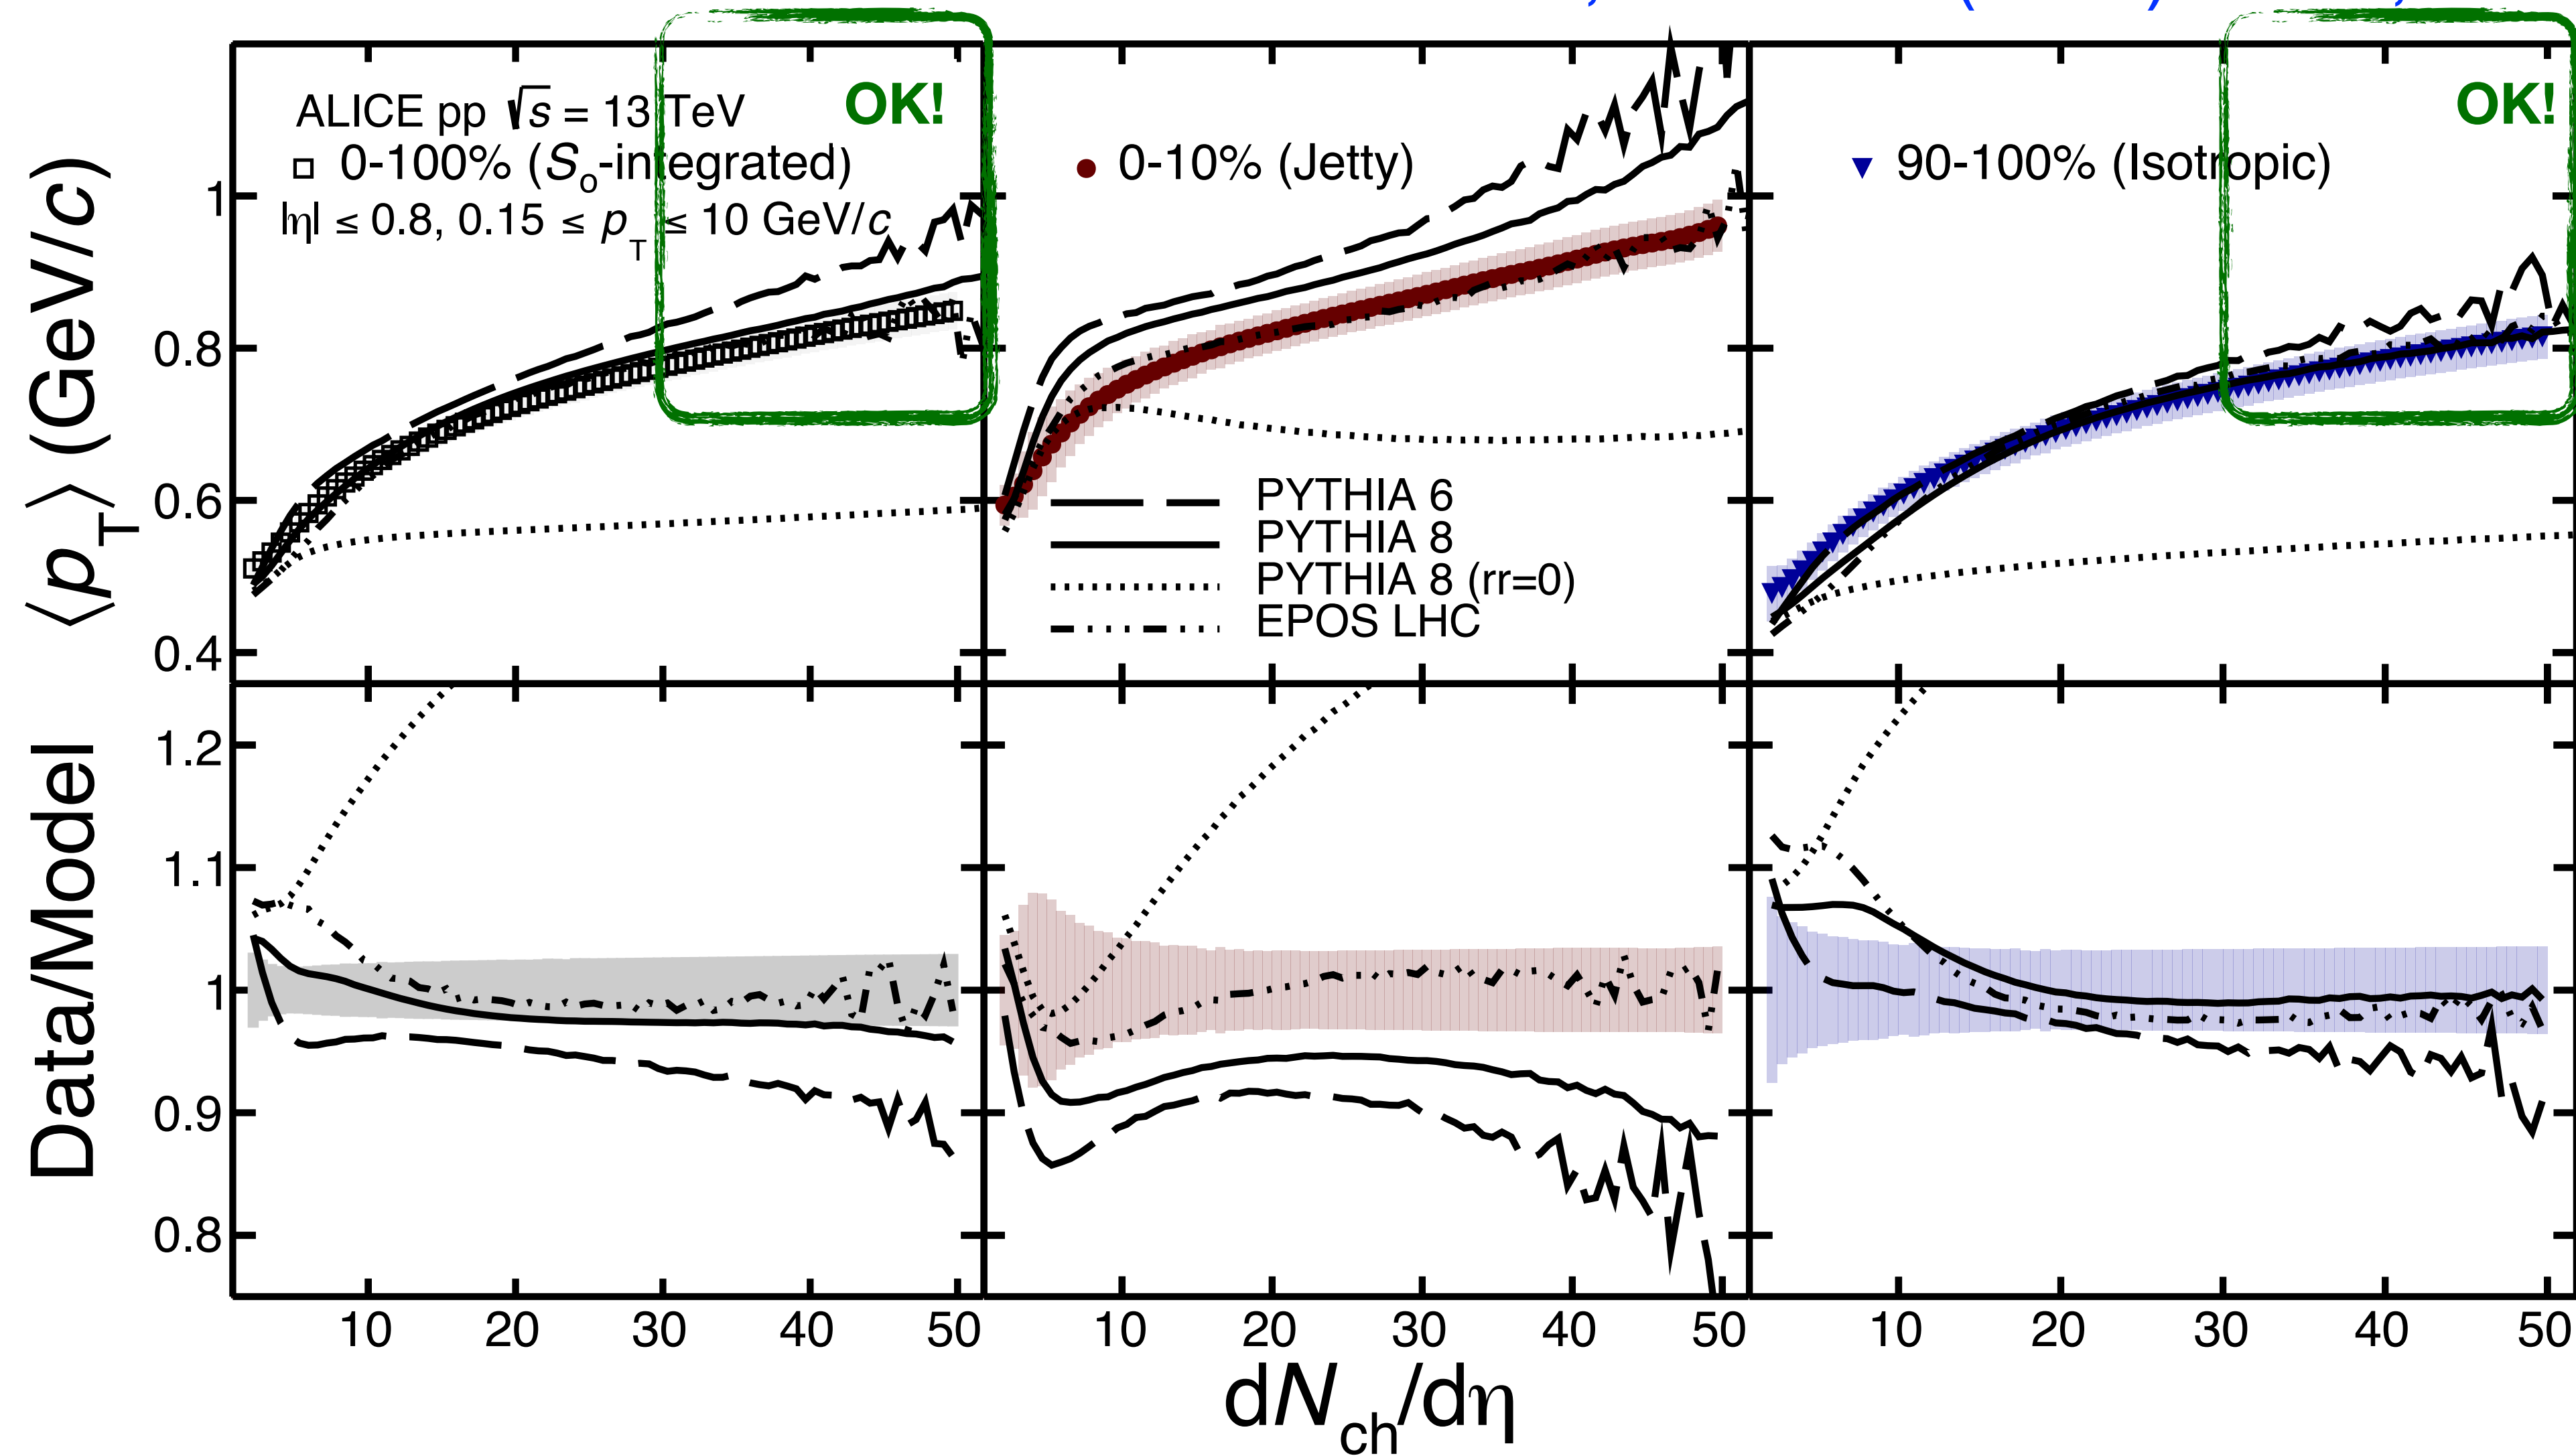 ALICE pp √s = 13 TeV
OK!
OK!
0-100% (So-integrated)
0-10% (Jetty)
90-100% (Isotropic)
|η| ≤ 0.8, 0.15 ≤ pT ≤ 10 GeV/c
PYTHIA 6
PYTHIA 8
PYTHIA 8 (rr=0)
EPOS LHC
⟨pT⟩ (GeV/c)
1
0.8
0.6
0.4
Data/Model
1.2
1.1
1
0.9
0.8
10 20 30 40 50 10 20 30 40 50 10 20 30 40 50
dNch/dη